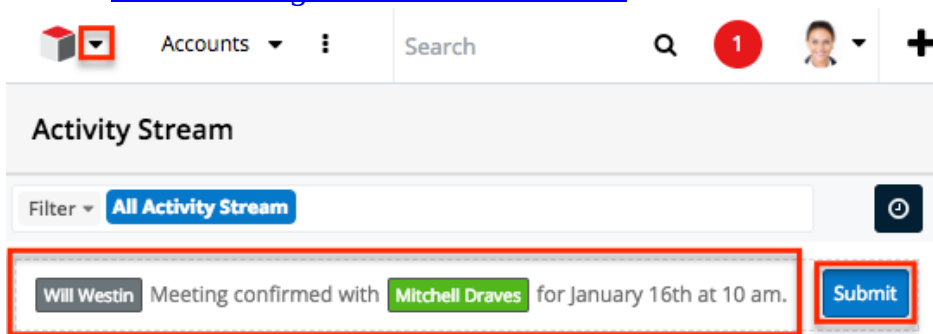 Accounts Search 1
Activity Stream
Filter All Activity Stream
Will Westin Meeting confirmed with Mitchell Draves for January 16th at 10 am. Submit